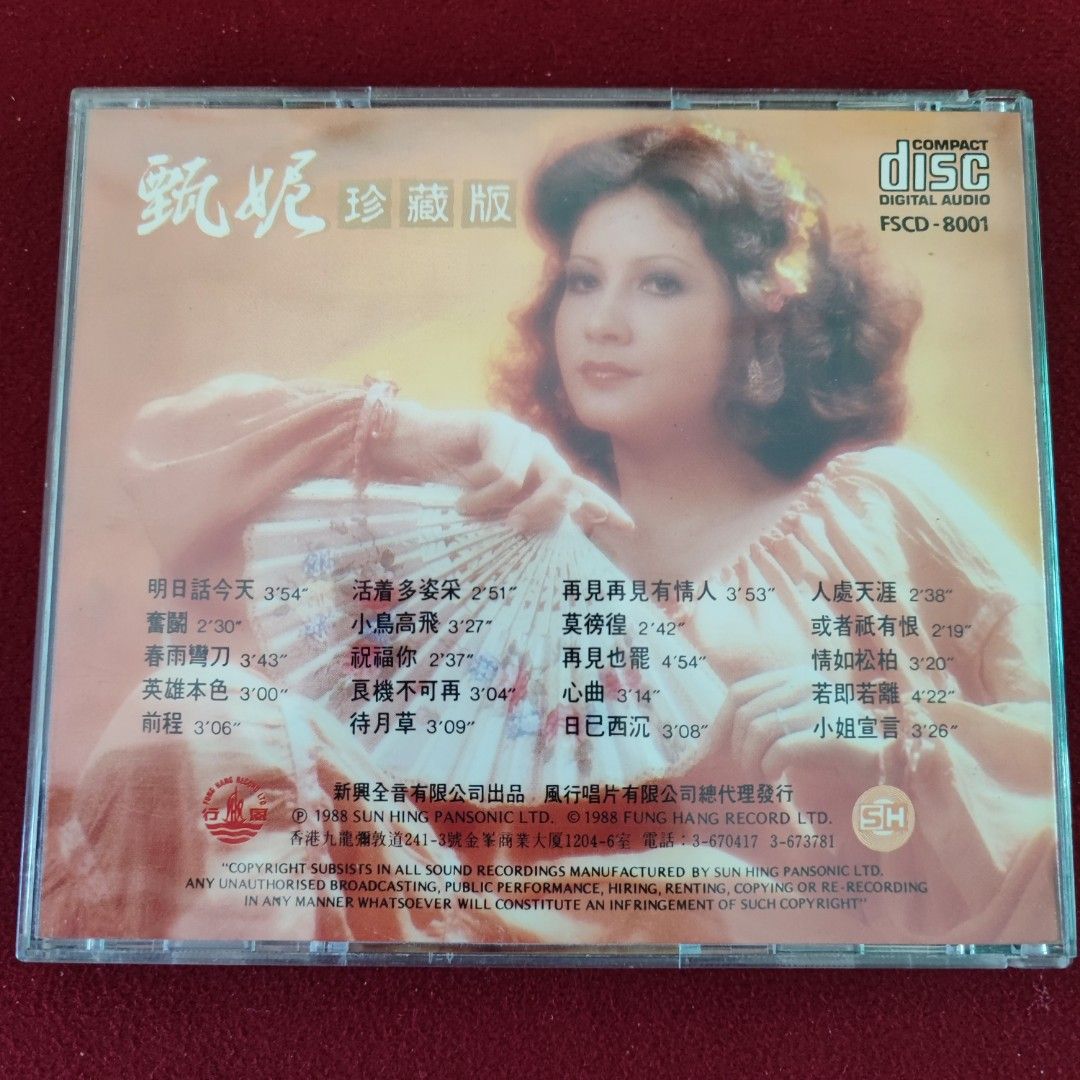 甄妮 珍藏版
COMPACT
disc
DIGITAL AUDIO
FSCD-8001
明日話今天 3'54"
奮鬭 2'30"
春雨彎刀 3'43"
英雄本色 3'00"
前程 3'06"
活着多姿采 2'51"
小鳥高飛 3'27"
祝福你 2'37"
良機不可再 3'04"
待月草 3'09"
再見再見有情人 3'53"
莫徬徨 2'42"
再見也罷 4'54"
心曲 3'14"
日已西沉 3'08"
人處天涯 2'38"
或者祇有恨 2'19"
情如松柏 3'20"
若即若離 4'22"
小姐宣言 3'26"
FUNG HANG RECORD LTD
行風
新興全音有限公司出品 風行唱片有限公司總代理發行
Ⓟ 1988 SUN HING PANSONIC LTD. © 1988 FUNG HANG RECORD LTD.
香港九龍彌敦道241-3號金峯商業大厦1204-6室 電話：3-670417 3-673781
SH
"COPYRIGHT SUBSISTS IN ALL SOUND RECORDINGS MANUFACTURED BY SUN HING PANSONIC LTD.
ANY UNAUTHORISED BROADCASTING, PUBLIC PERFORMANCE, HIRING, RENTING, COPYING OR RE-RECORDING
IN ANY MANNER WHATSOEVER WILL CONSTITUTE AN INFRINGEMENT OF SUCH COPYRIGHT"